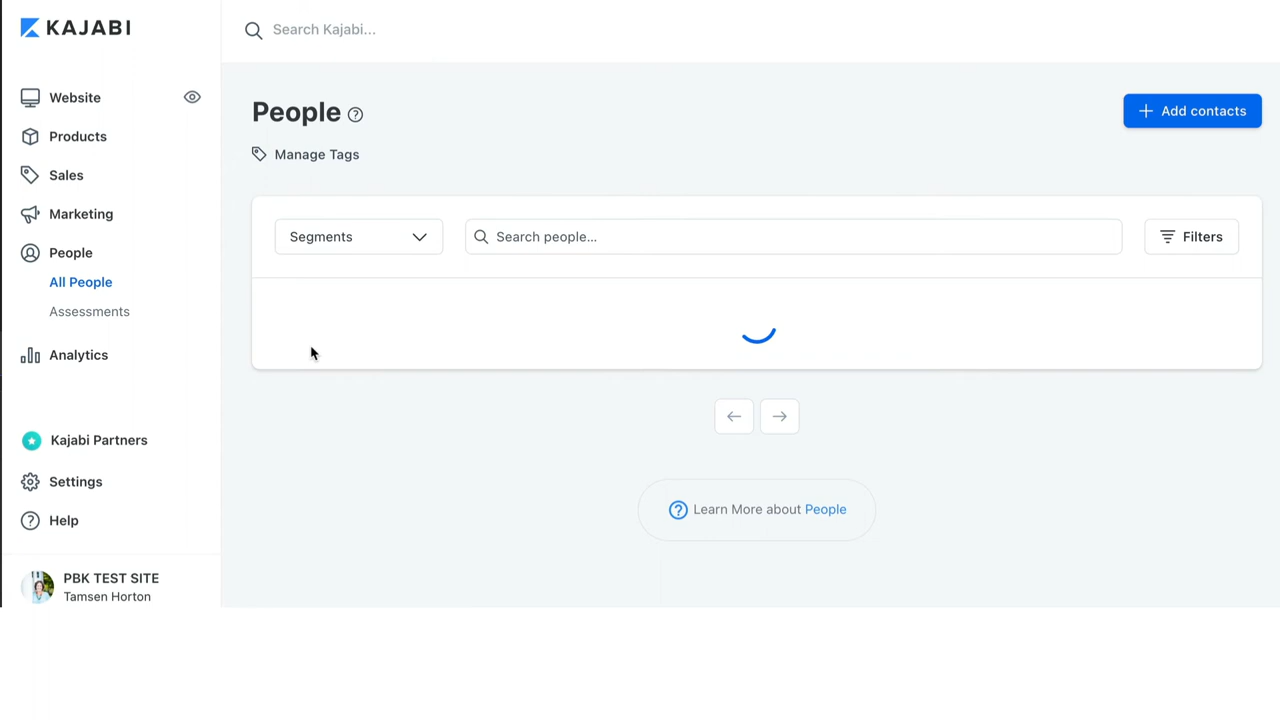 KAJABI
Search Kajabi...
Website
Products
Sales
Marketing
People
All People
Assessments
Analytics
Kajabi Partners
Settings
Help
PBK TEST SITE
Tamsen Horton
People ?
+ Add contacts
Manage Tags
Segments
Search people...
Filters
← →
? Learn More about People